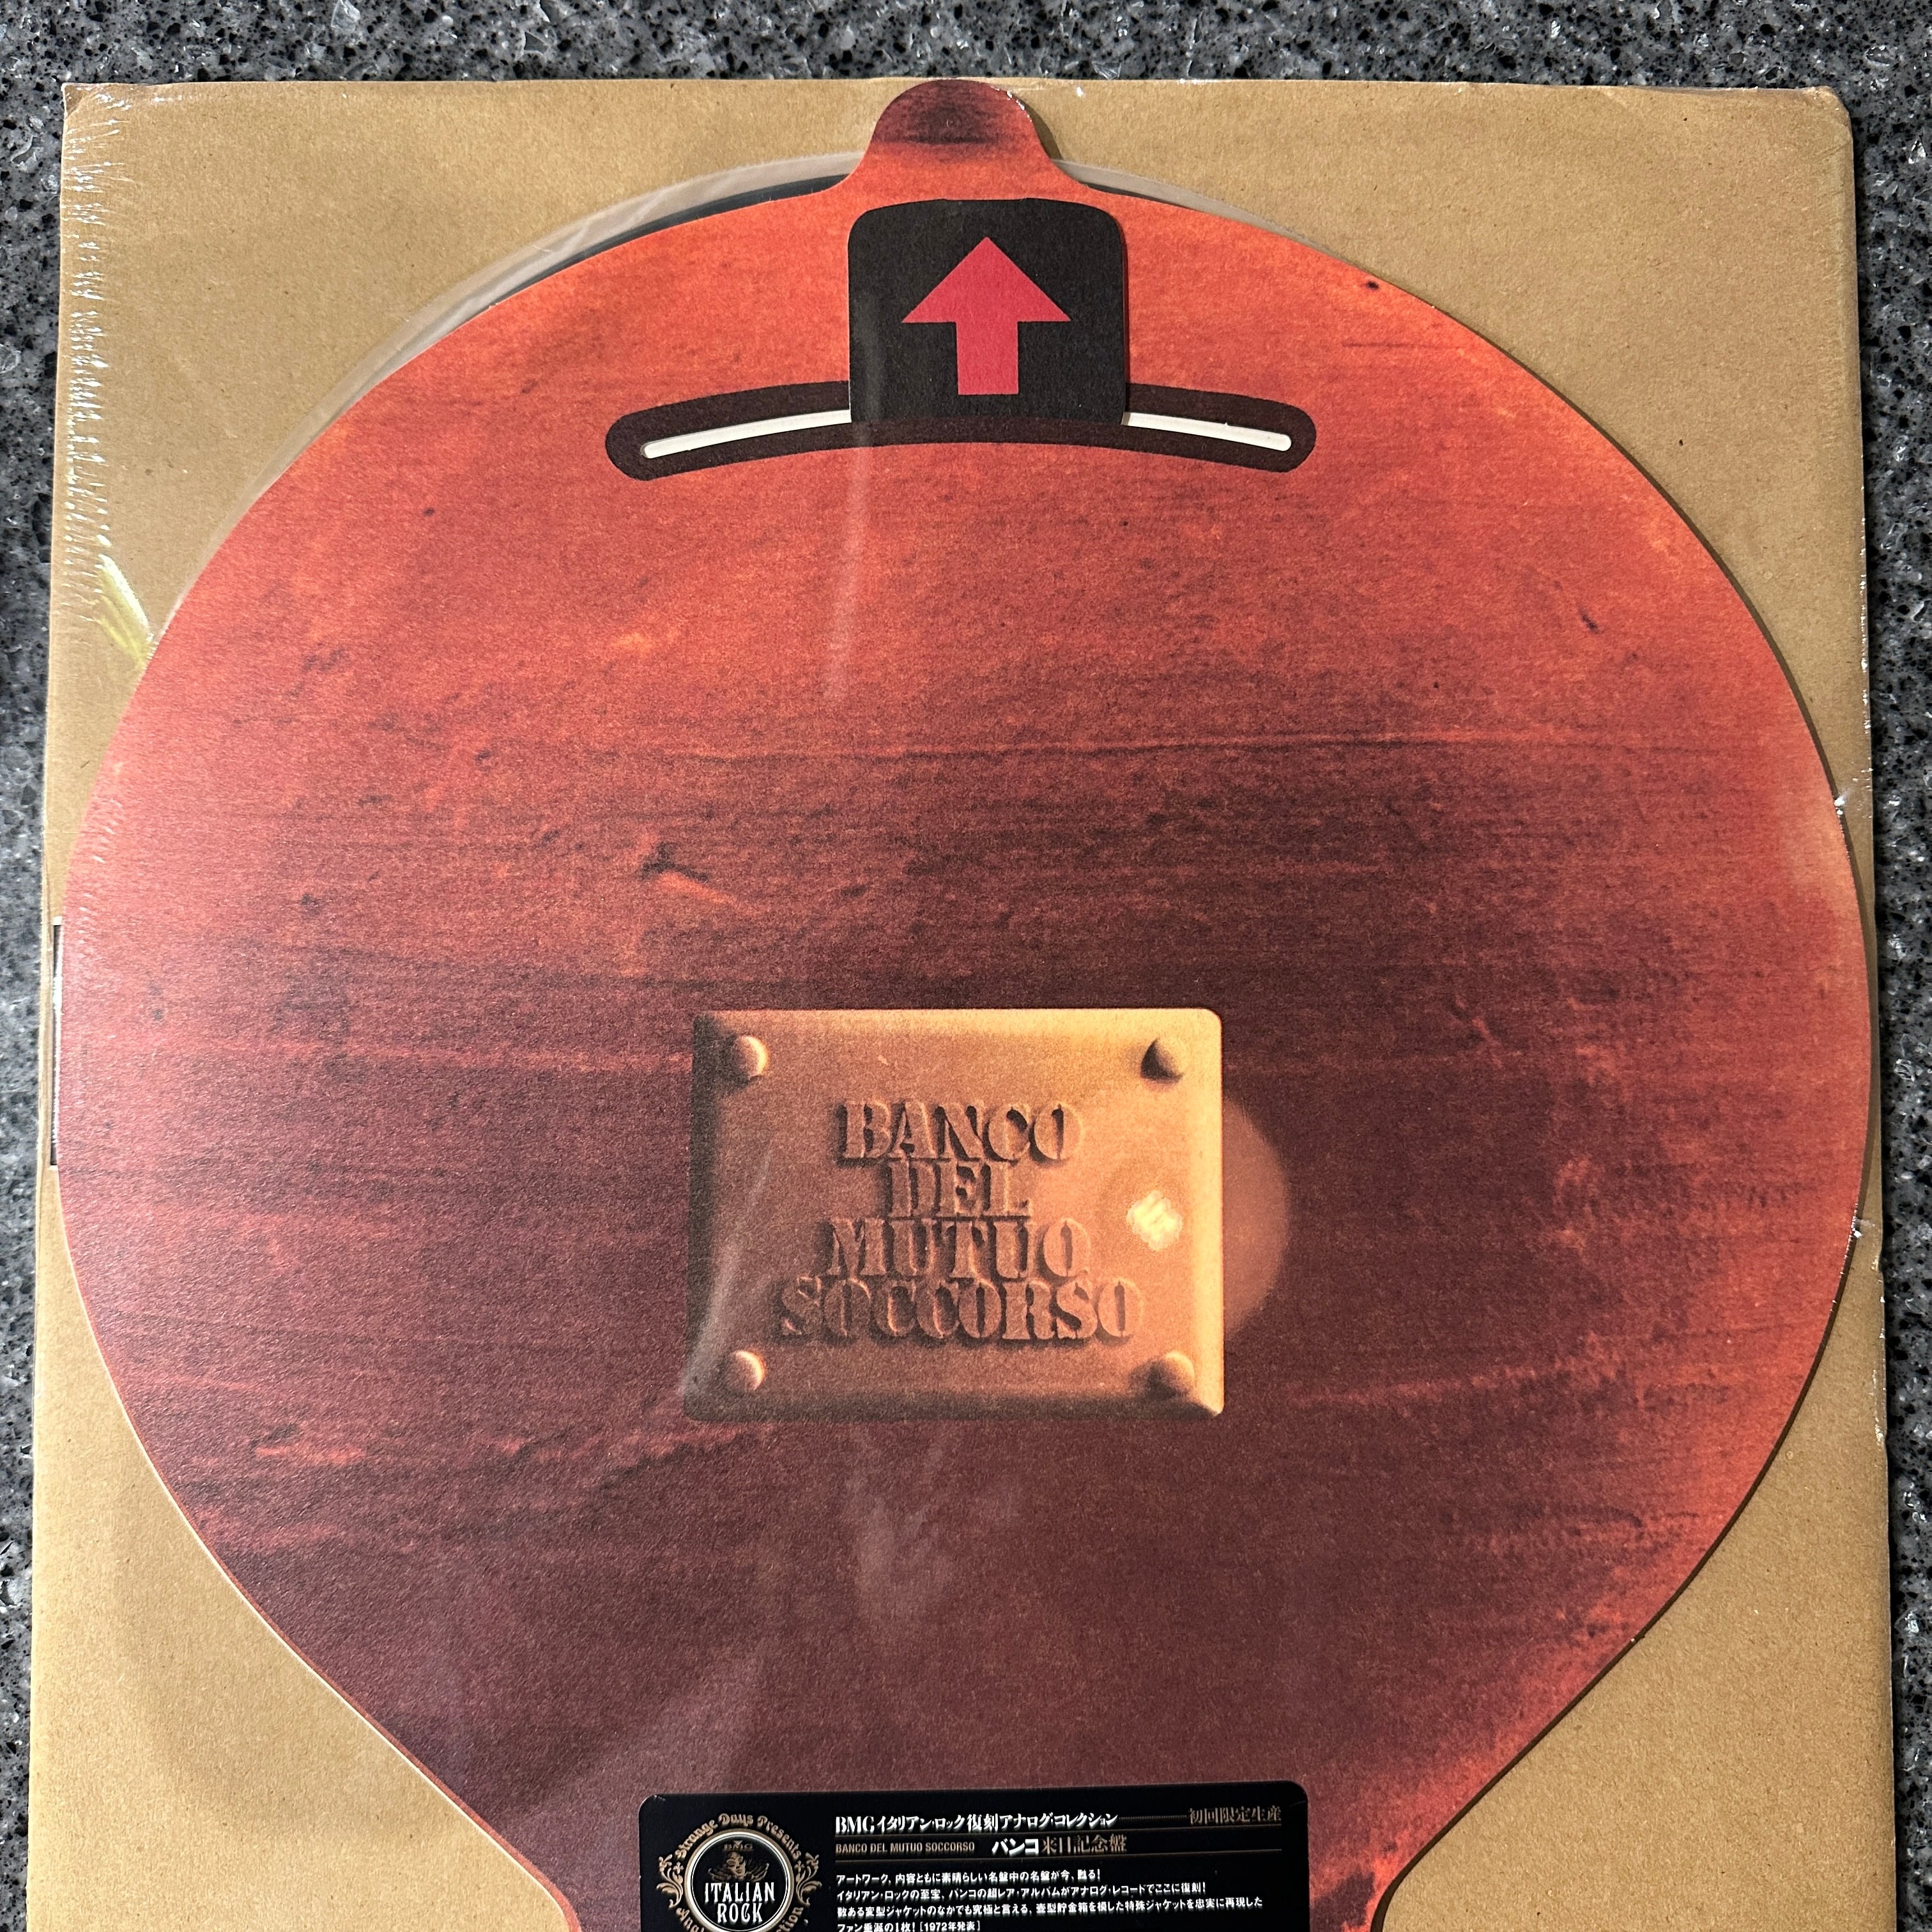 BANCO
DEL
MUTUO
SOCCORSO
Strange Days Presents
BMG
ITALIAN
ROCK
BMGイタリアン・ロック復刻アナログ・コレクション 初回限定生産
BANCO DEL MUTUO SOCCORSO バンコ来日記念盤
アートワーク、内容ともに素晴らしい名盤中の名盤が今、甦る!
イタリアン・ロックの至宝、バンコの超レア・アルバムがアナログ・レコードでここに復刻!
数ある変型ジャケットのなかでも究極と言える、壺型貯金箱を模した特殊ジャケットを忠実に再現した
ファン垂涎の1枚! [1972年発表]